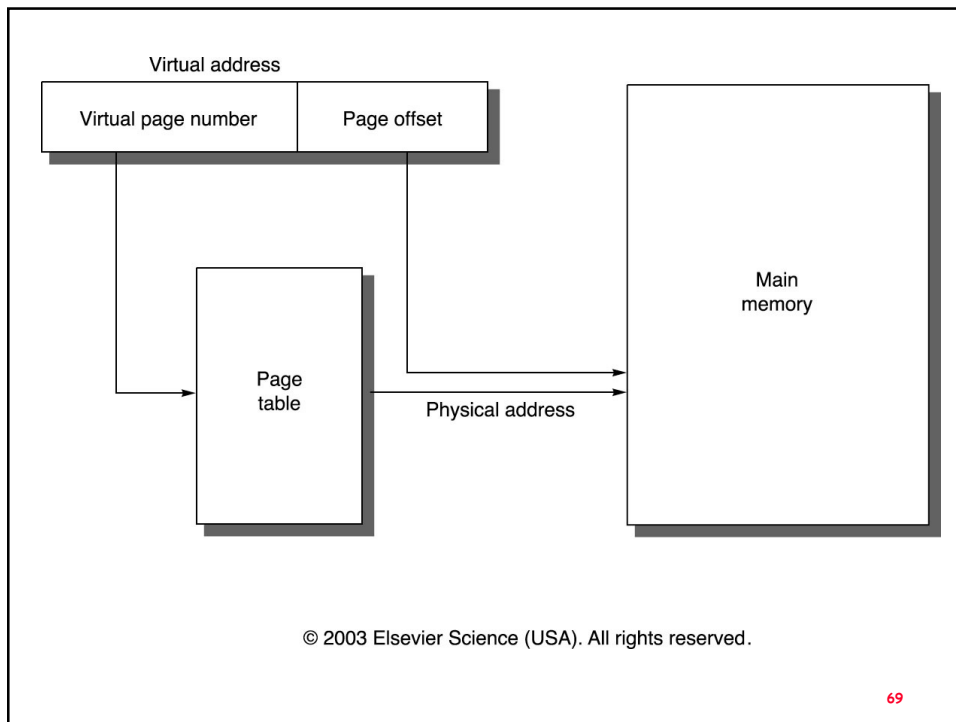 Virtual address
Virtual page number
Page offset
Main
memory
Page
table
Physical address
© 2003 Elsevier Science (USA). All rights reserved.
69